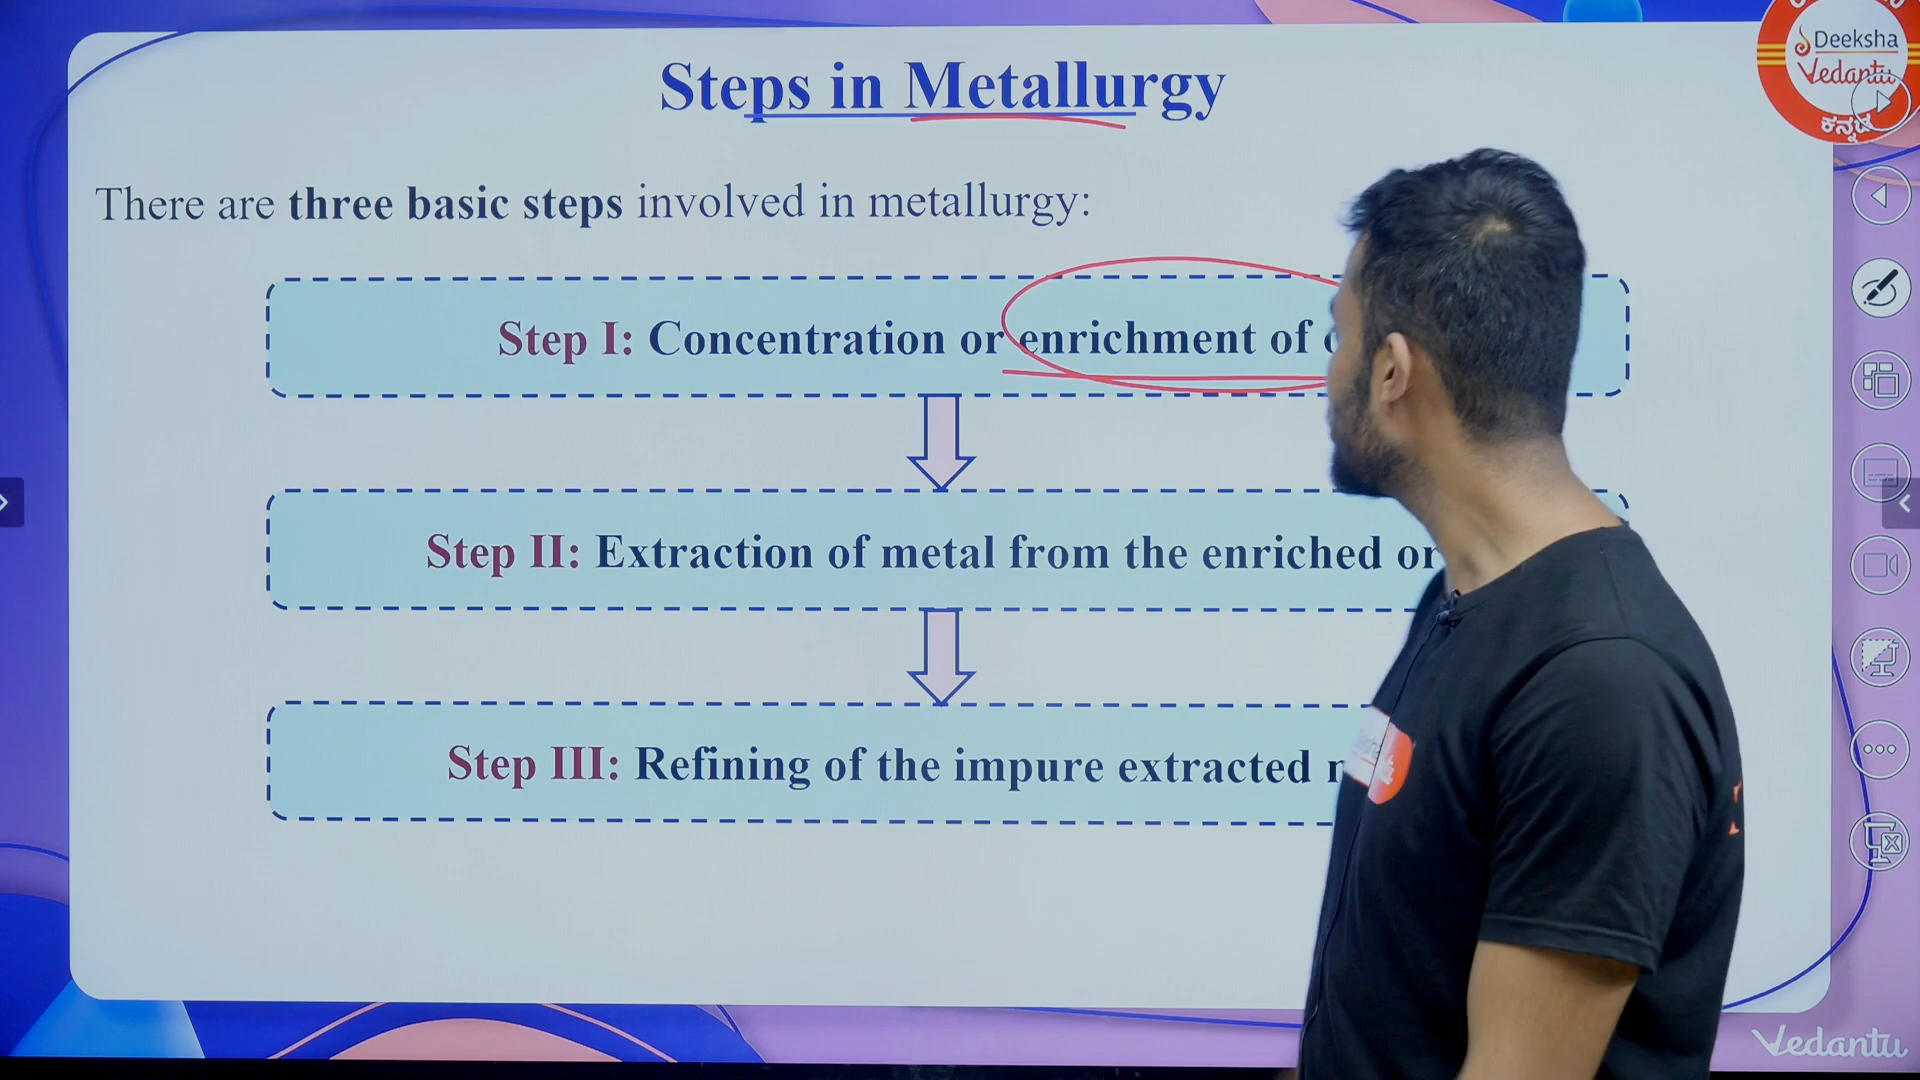 Steps in Metallurgy
Deeksha
Vedantu
ಕನ್ನಡ
There are three basic steps involved in metallurgy:
Step I: Concentration or enrichment of
Step II: Extraction of metal from the enriched or
Step III: Refining of the impure extracted
Vedantu